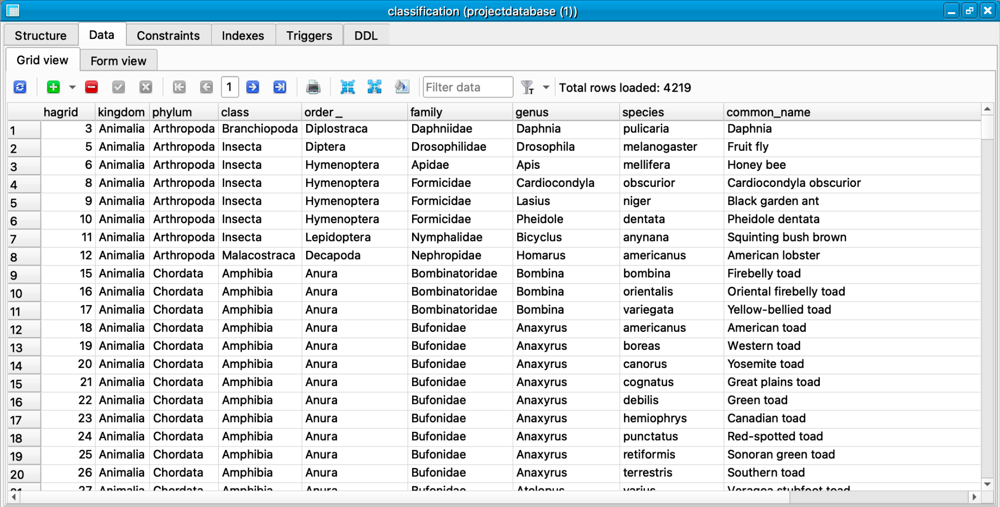 classification (projectdatabase (1))
Structure Data Constraints Indexes Triggers DDL
Grid view Form view
1 Filter data T Total rows loaded: 4219
hagrid kingdom phylum class order_ family genus species common_name
1 3 Animalia Arthropoda Branchiopoda Diplostraca Daphniidae Daphnia pulicaria Daphnia
2 5 Animalia Arthropoda Insecta Diptera Drosophilidae Drosophila melanogaster Fruit fly
3 6 Animalia Arthropoda Insecta Hymenoptera Apidae Apis mellifera Honey bee
4 8 Animalia Arthropoda Insecta Hymenoptera Formicidae Cardiocondyla obscurior Cardiocondyla obscurior
5 9 Animalia Arthropoda Insecta Hymenoptera Formicidae Lasius niger Black garden ant
6 10 Animalia Arthropoda Insecta Hymenoptera Formicidae Pheidole dentata Pheidole dentata
7 11 Animalia Arthropoda Insecta Lepidoptera Nymphalidae Bicyclus anynana Squinting bush brown
8 12 Animalia Arthropoda Malacostraca Decapoda Nephropidae Homarus americanus American lobster
9 15 Animalia Chordata Amphibia Anura Bombinatoridae Bombina bombina Firebelly toad
10 16 Animalia Chordata Amphibia Anura Bombinatoridae Bombina orientalis Oriental firebelly toad
11 17 Animalia Chordata Amphibia Anura Bombinatoridae Bombina variegata Yellow-bellied toad
12 18 Animalia Chordata Amphibia Anura Bufonidae Anaxyrus americanus American toad
13 19 Animalia Chordata Amphibia Anura Bufonidae Anaxyrus boreas Western toad
14 20 Animalia Chordata Amphibia Anura Bufonidae Anaxyrus canorus Yosemite toad
15 21 Animalia Chordata Amphibia Anura Bufonidae Anaxyrus cognatus Great plains toad
16 22 Animalia Chordata Amphibia Anura Bufonidae Anaxyrus debilis Green toad
17 23 Animalia Chordata Amphibia Anura Bufonidae Anaxyrus hemiophrys Canadian toad
18 24 Animalia Chordata Amphibia Anura Bufonidae Anaxyrus punctatus Red-spotted toad
19 25 Animalia Chordata Amphibia Anura Bufonidae Anaxyrus retiformis Sonoran green toad
20 26 Animalia Chordata Amphibia Anura Bufonidae Anaxyrus terrestris Southern toad
21 27 Animalia Chordata Amphibia Anura Bufonidae Atelopus varius Veragoa stubfoot toad